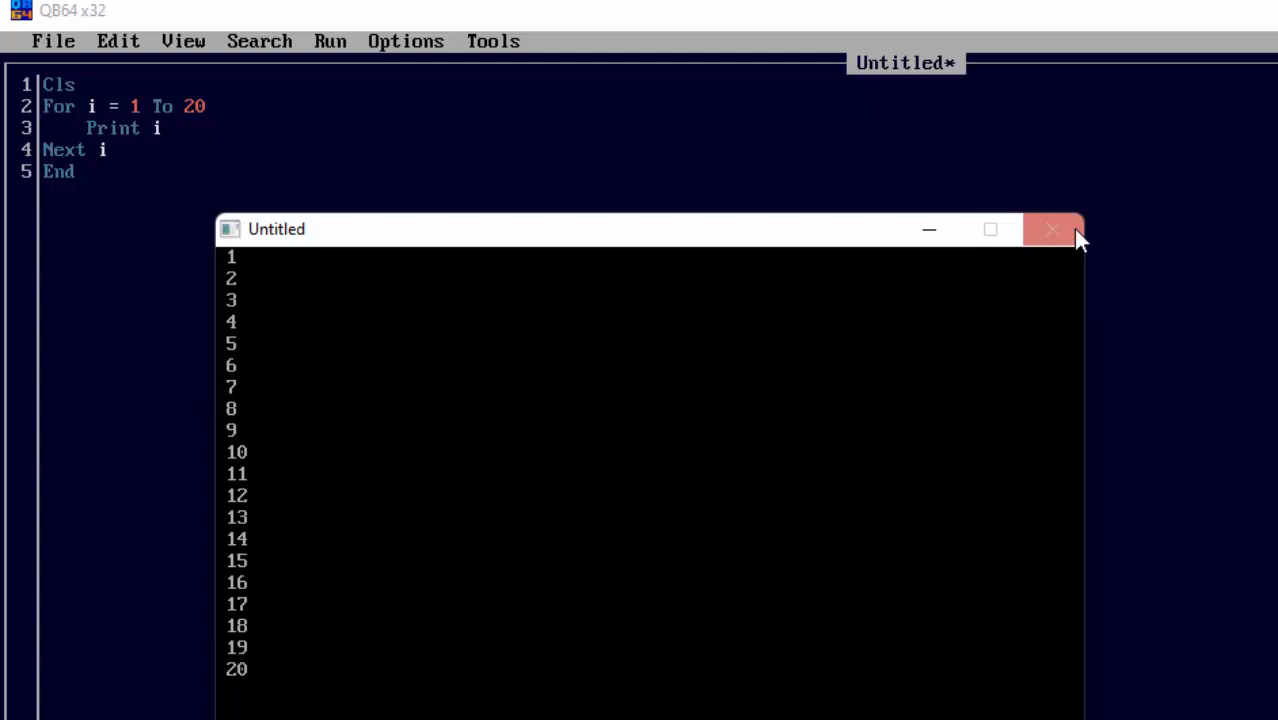 QB64 x32
File Edit View Search Run Options Tools
Untitled*
1 Cls
2 For i = 1 To 20
3     Print i
4 Next i
5 End
Untitled
1
2
3
4
5
6
7
8
9
10
11
12
13
14
15
16
17
18
19
20